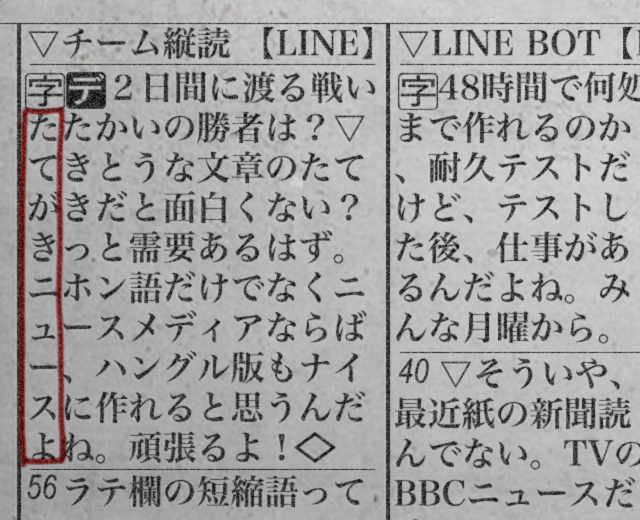 ▽チーム縦読 【LINE】
字デ2日間に渡る戦い
たたかいの勝者は？▽
てきとうな文章のたて
がきだと面白くない？
きっと需要あるはず。
ニホン語だけでなくニ
ュースメディアならば
ー、ハングル版もナイ
スに作れると思うんだ
よね。頑張るよ！◇
56 ラテ欄の短縮語って
▽LINE BOT【
字48時間で何処
まで作れるのか
、耐久テストだ
けど、テストし
た後、仕事があ
るんだよね。み
んな月曜から。
40 ▽そういや、
最近紙の新聞読
んでない。TVの
BBCニュースだ